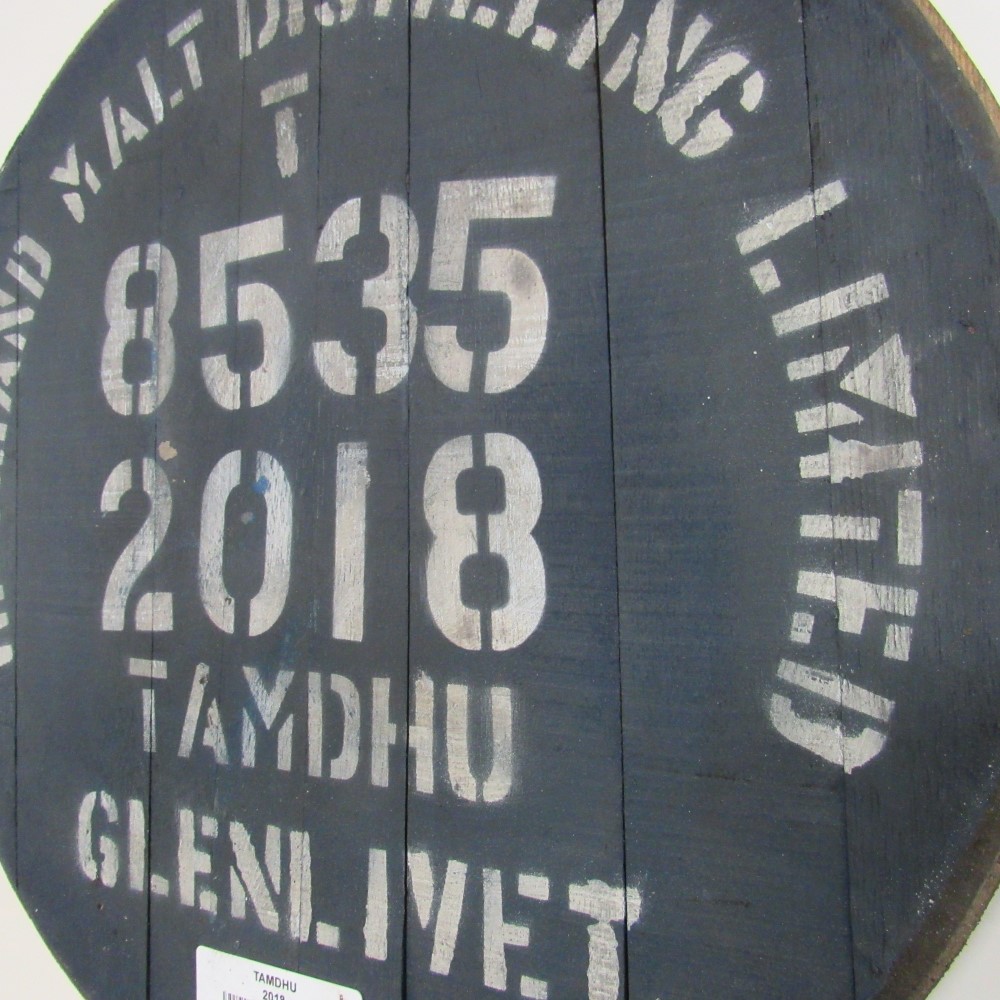 MALT DISTILLING LIMITED
T
8535
2018
TAMDHU
GLENLIVET
TAMDHU
2018